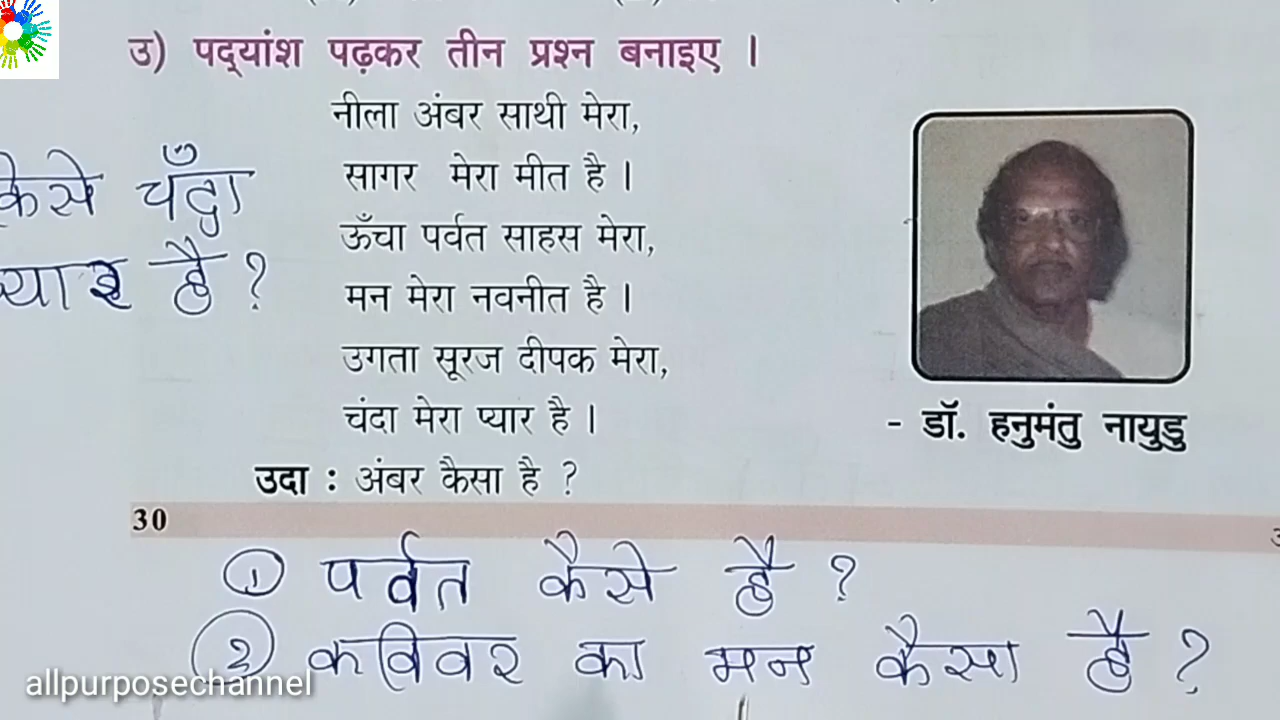 उ) पद्‌यांश पढ़कर तीन प्रश्न बनाइए ।
नीला अंबर साथी मेरा,
सागर मेरा मीत है ।
ऊँचा पर्वत साहस मेरा,
मन मेरा नवनीत है ।
उगता सूरज दीपक मेरा,
चंदा मेरा प्यार है ।
उदा : अंबर कैसा है ?
- डॉ. हनुमंतु नायुडु
चँद्रा
है ?
30
① पर्वत कैसे है ?
② कविवर का मन कैसा है ?
allpurposechannel